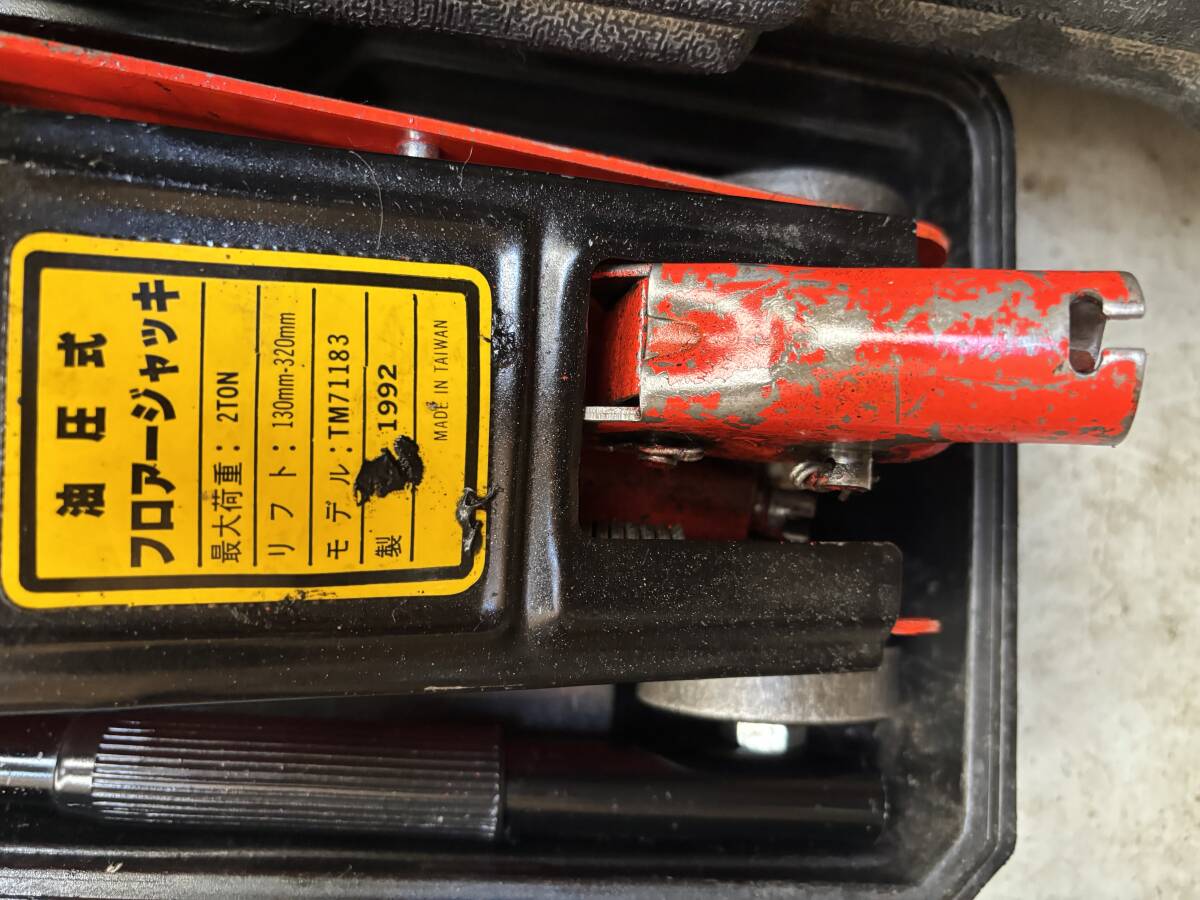 油圧式
フロアージャッキ
最大荷重：2TON
リフト：130mm-320mm
モデル：TM71183
製 1992
MADE IN TAIWAN